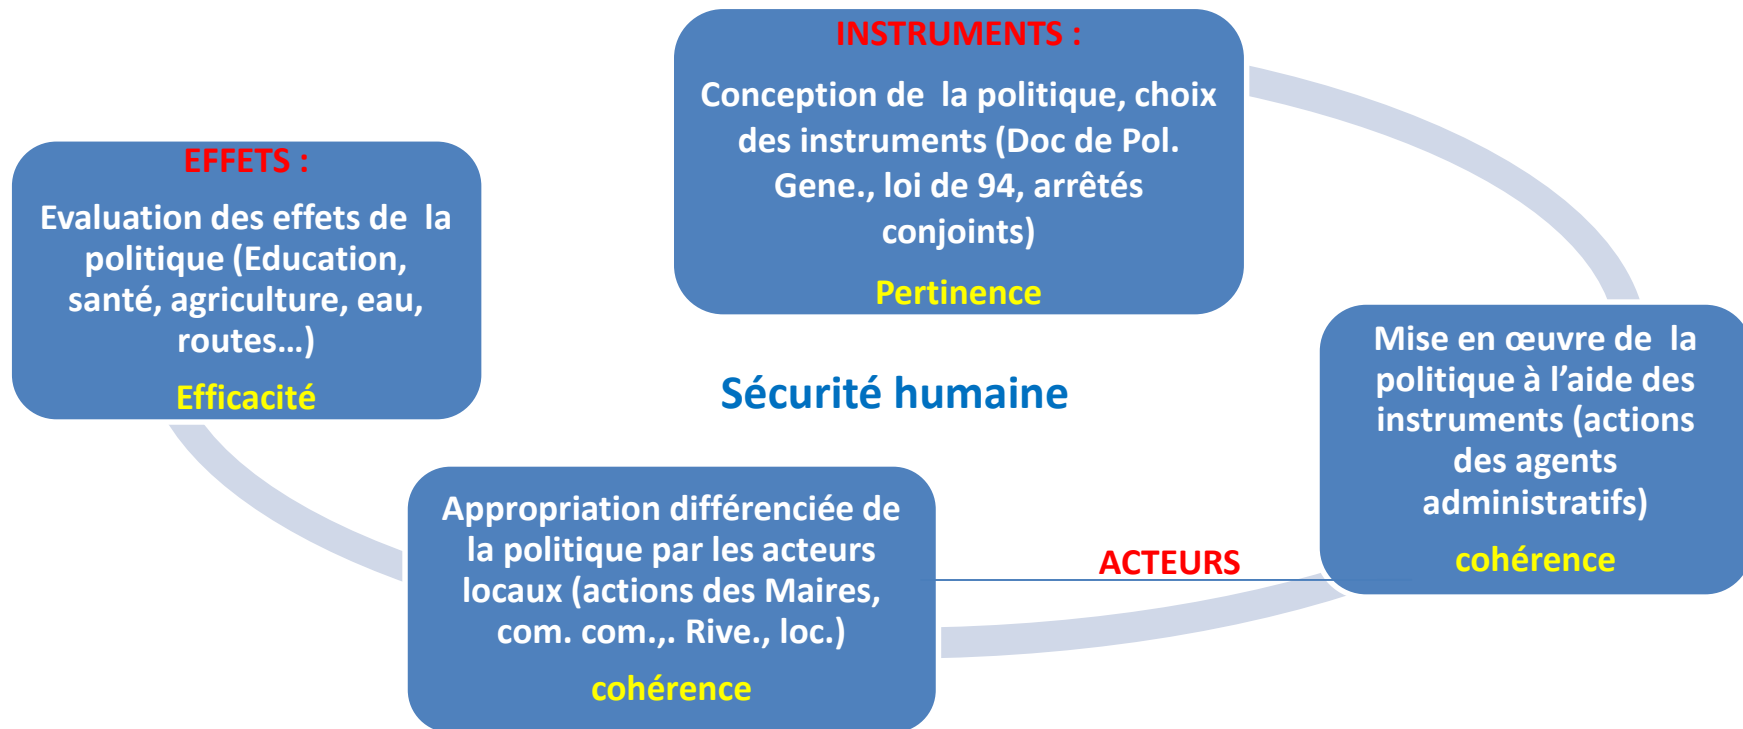 INSTRUMENTS :
Conception de la politique, choix
des instruments (Doc de Pol.
Gene., loi de 94, arrêtés
conjoints)
Pertinence
EFFETS :
Evaluation des effets de la
politique (Education,
santé, agriculture, eau,
routes...)
Efficacité
Sécurité humaine
Mise en œuvre de la
politique à l’aide des
instruments (actions
des agents
administratifs)
cohérence
ACTEURS
Appropriation différenciée de
la politique par les acteurs
locaux (actions des Maires,
com. com.,. Rive., loc.)
cohérence